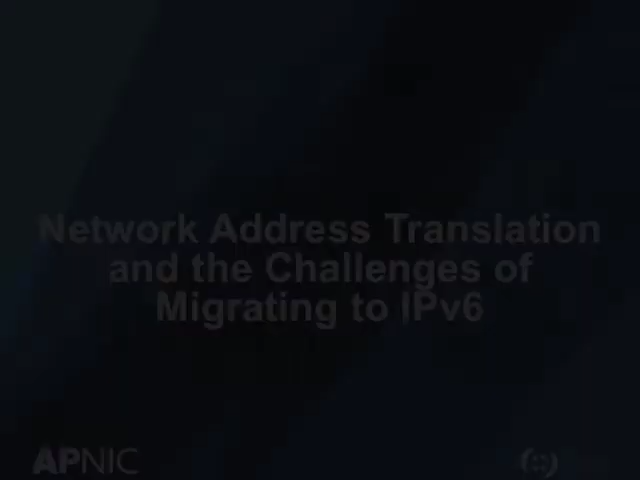 Network Address Translation
and the Challenges of
Migrating to IPv6
APNIC
(::)